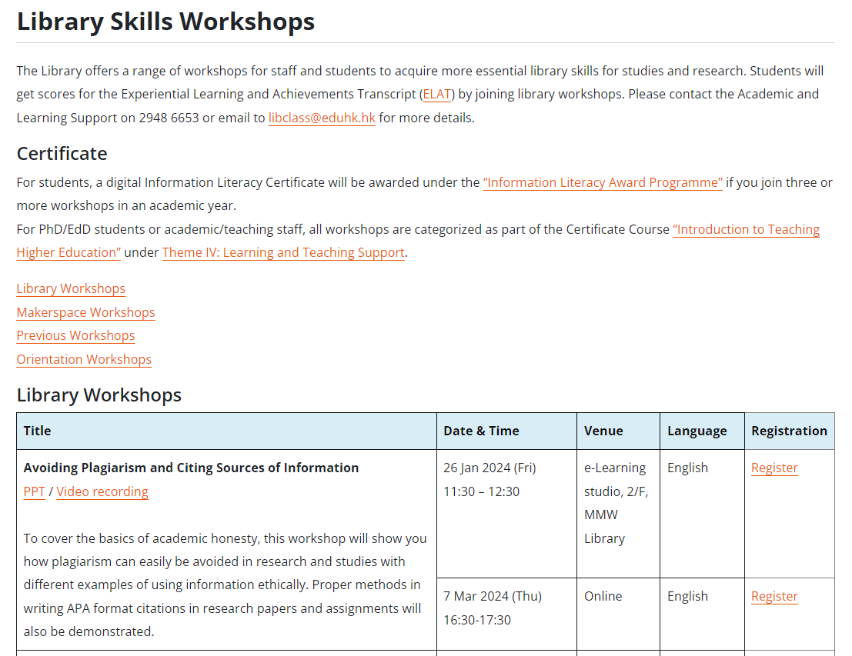 Library Skills Workshops
The Library offers a range of workshops for staff and students to acquire more essential library skills for studies and research. Students will
get scores for the Experiential Learning and Achievements Transcript (ELAT) by joining library workshops. Please contact the Academic and
Learning Support on 2948 6653 or email to libclass@eduhk.hk for more details.
Certificate
For students, a digital Information Literacy Certificate will be awarded under the “Information Literacy Award Programme” if you join three or
more workshops in an academic year.
For PhD/EdD students or academic/teaching staff, all workshops are categorized as part of the Certificate Course “Introduction to Teaching
Higher Education” under Theme IV: Learning and Teaching Support.
Library Workshops
Makerspace Workshops
Previous Workshops
Orientation Workshops
Library Workshops
Title Date & Time Venue Language Registration
Avoiding Plagiarism and Citing Sources of Information
PPT / Video recording
To cover the basics of academic honesty, this workshop will show you
how plagiarism can easily be avoided in research and studies with
different examples of using information ethically. Proper methods in
writing APA format citations in research papers and assignments will
also be demonstrated.
26 Jan 2024 (Fri)
11:30 – 12:30
e-Learning
studio, 2/F,
MMW
Library
English
Register
7 Mar 2024 (Thu)
16:30-17:30
Online
English
Register